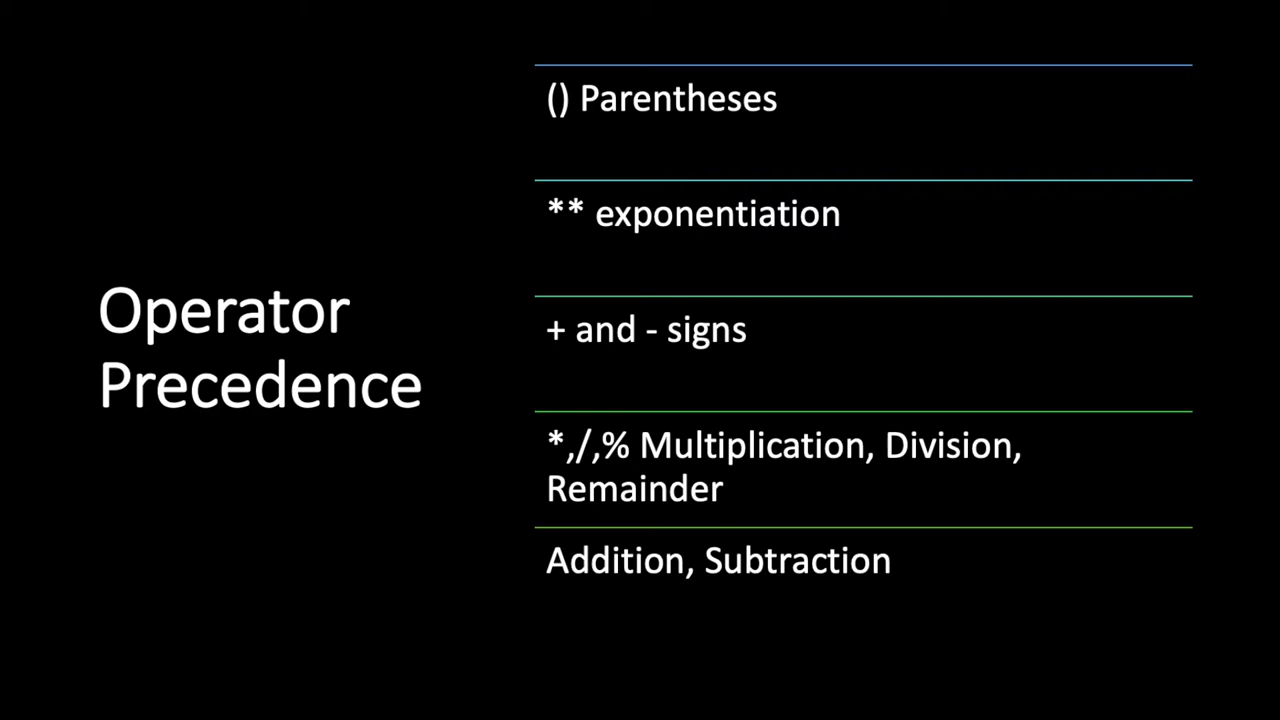 Operator
Precedence
() Parentheses
** exponentiation
+ and - signs
*,/,% Multiplication, Division,
Remainder
Addition, Subtraction